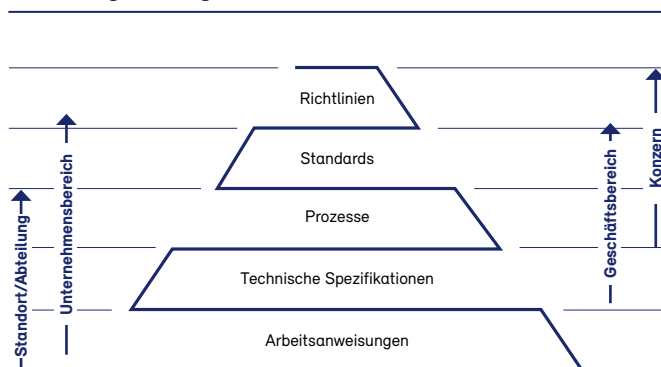 Richtlinien
Standards
Prozesse
Technische Spezifikationen
Arbeitsanweisungen
Standort/Abteilung
Unternehmensbereich
Geschäftsbereich
Konzern